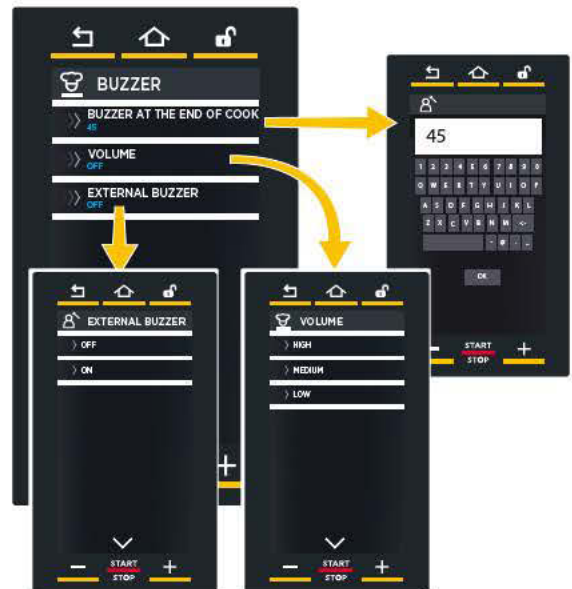 BUZZER
BUZZER AT THE END OF COOK
45
VOLUME
OFF
EXTERNAL BUZZER
OFF
45
1 2 3 4 5 6 7 8 9 0
Q W E R T Y U I O P
A S D F G H J K L
Z X C V B N M <-
- @ . _
OK
START
STOP
EXTERNAL BUZZER
OFF
ON
START
STOP
VOLUME
HIGH
MEDIUM
LOW
START
STOP